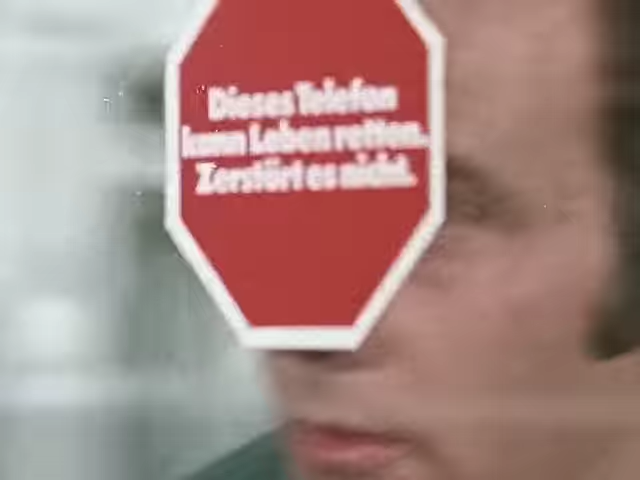 Dieses Telefon
kann Leben retten.
Zerstört es nicht.